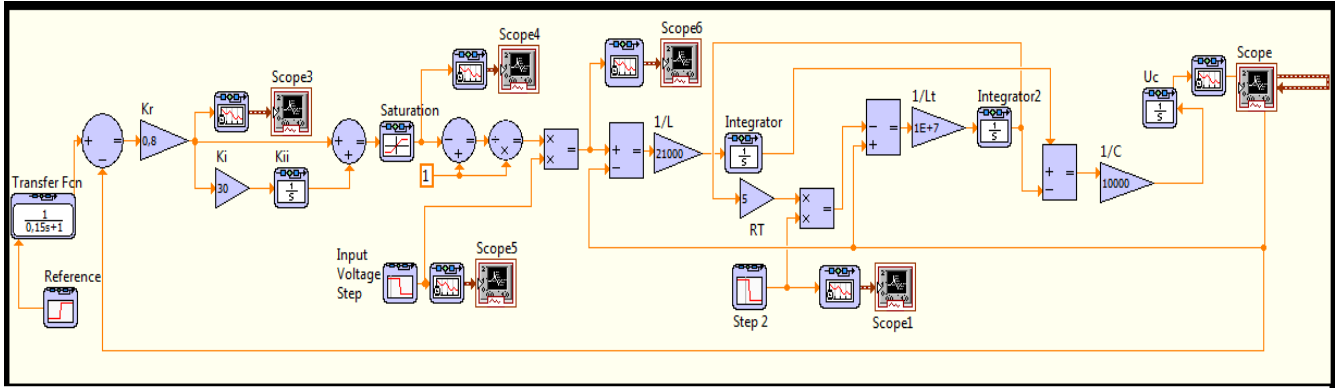 Scope6
Scope4
Scope
Scope3
Uc
Kr
1/Lt
Integrator2
Saturation
1/L
Integrator
0,8
1E+7
1
S
1
S
21000
1
S
Ki
Kii
1/C
1
10000
Transfer Fcn
30
1
S
5
1
S
1
0,15s+1
RT
Input
Voltage
Step
Scope5
Reference
Step 2
Scope1